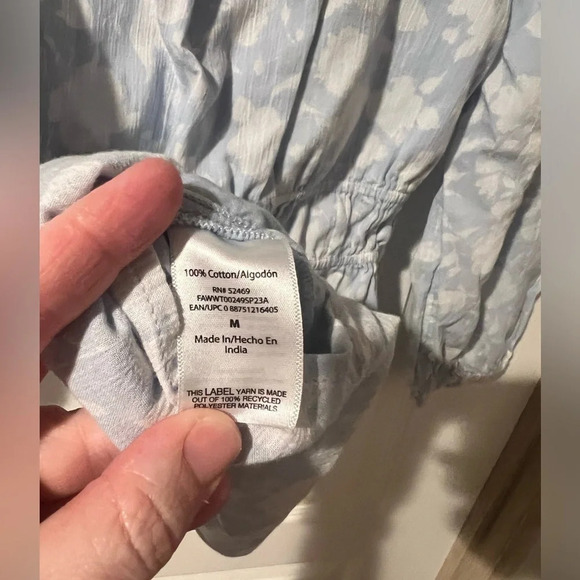 100% Cotton/Algodón
RN# 52469
FAWWT00249SP23A
EAN/UPC 0 88751216405
M
Made In/Hecho En
India
THIS LABEL YARN IS MADE
OUT OF 100% RECYCLED
POLYESTER MATERIALS